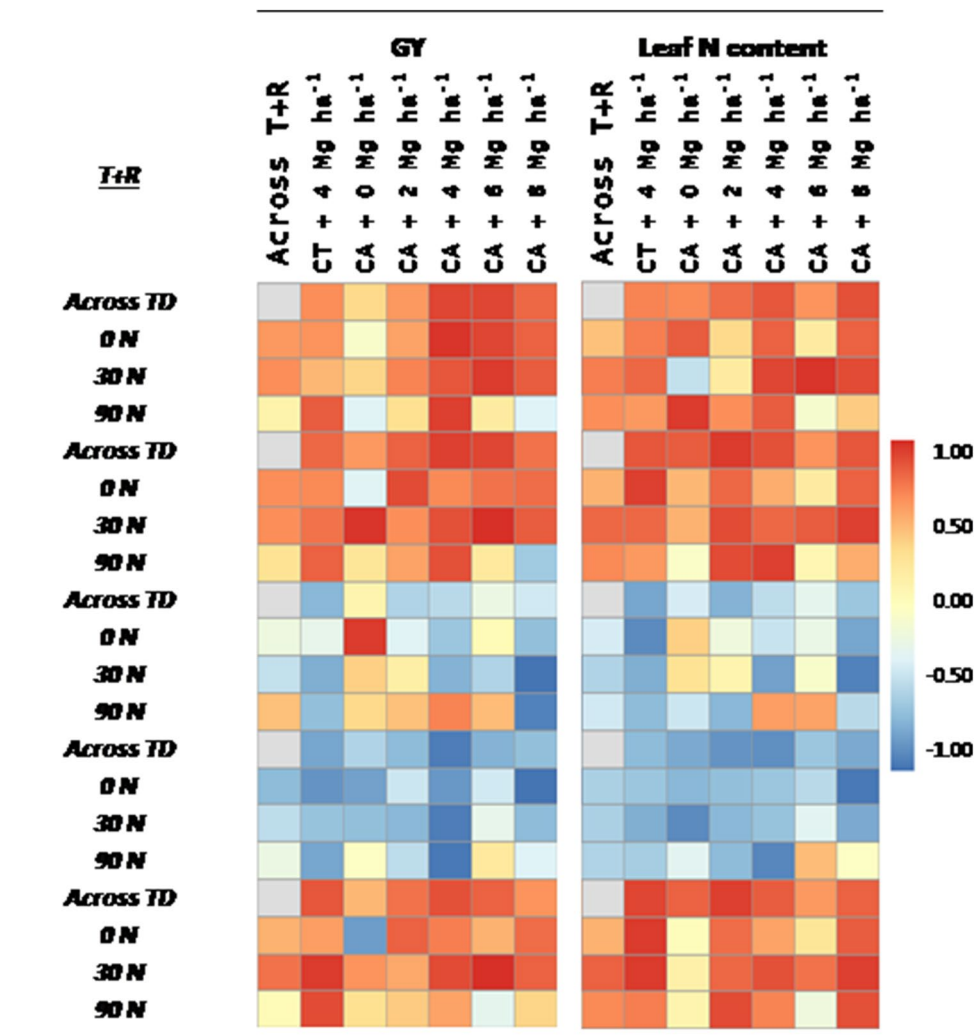 GY
Leaf N content
T+R
Across T+R
CT + 4 Mg ha⁻¹
CA + 0 Mg ha⁻¹
CA + 2 Mg ha⁻¹
CA + 4 Mg ha⁻¹
CA + 6 Mg ha⁻¹
CA + 8 Mg ha⁻¹
Across T+R
CT + 4 Mg ha⁻¹
CA + 0 Mg ha⁻¹
CA + 2 Mg ha⁻¹
CA + 4 Mg ha⁻¹
CA + 6 Mg ha⁻¹
CA + 8 Mg ha⁻¹
Across TD
0 N
30 N
90 N
Across TD
0 N
30 N
90 N
Across TD
0 N
30 N
90 N
Across TD
0 N
30 N
90 N
Across TD
0 N
30 N
90 N
1.00
0.50
0.00
-0.50
-1.00